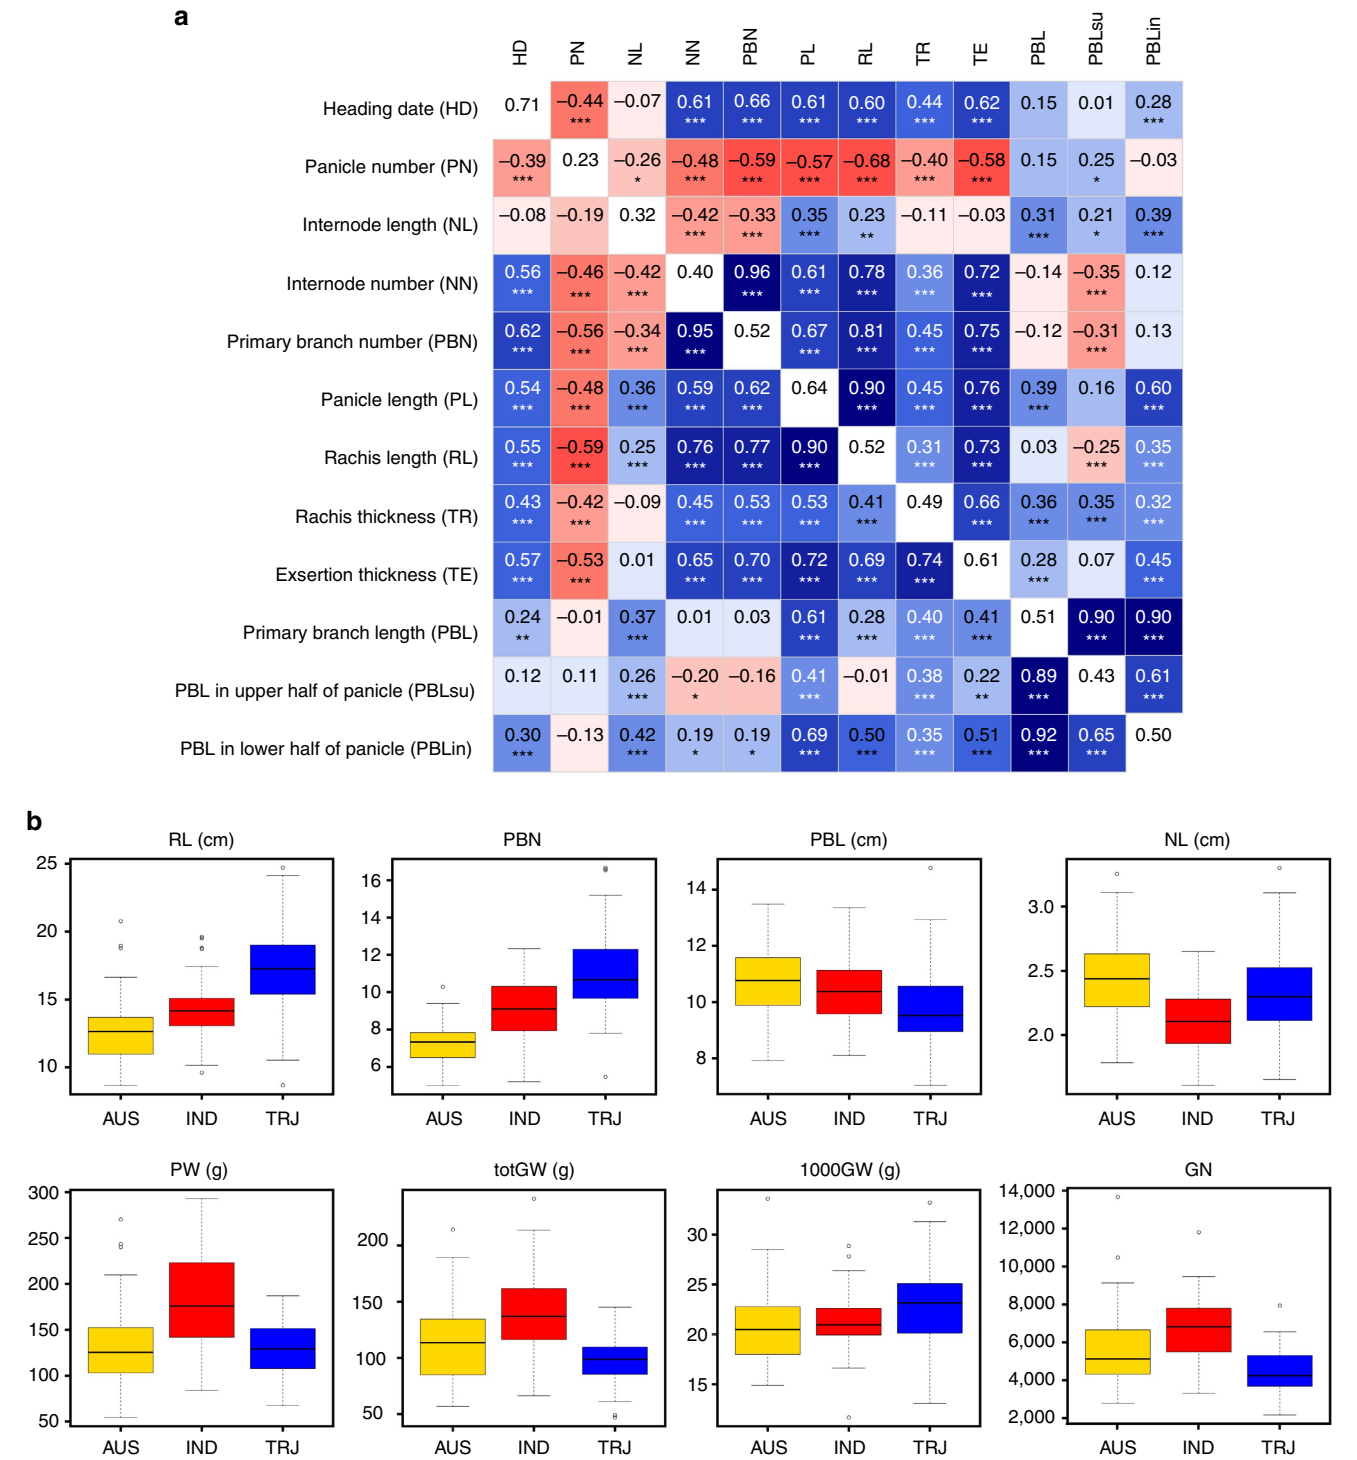 a
HD PN NL NN PBN PL RL TR TE PBL PBLsu PBLin
Heading date (HD) 0.71 –0.44 *** –0.07 0.61 *** 0.66 *** 0.61 *** 0.60 *** 0.44 *** 0.62 *** 0.15 0.01 0.28 ***
Panicle number (PN) –0.39 *** 0.23 –0.26 * –0.48 *** –0.59 *** –0.57 *** –0.68 *** –0.40 *** –0.58 *** 0.15 0.25 * –0.03
Internode length (NL) –0.08 –0.19 0.32 –0.42 *** –0.33 *** 0.35 *** 0.23 ** –0.11 –0.03 0.31 *** 0.21 * 0.39 ***
Internode number (NN) 0.56 *** –0.46 *** –0.42 *** 0.40 0.96 *** 0.61 *** 0.78 *** 0.36 *** 0.72 *** –0.14 –0.35 *** 0.12
Primary branch number (PBN) 0.62 *** –0.56 *** –0.34 *** 0.95 *** 0.52 0.67 *** 0.81 *** 0.45 *** 0.75 *** –0.12 –0.31 *** 0.13
Panicle length (PL) 0.54 *** –0.48 *** 0.36 *** 0.59 *** 0.62 *** 0.64 0.90 *** 0.45 *** 0.76 *** 0.39 *** 0.16 0.60 ***
Rachis length (RL) 0.55 *** –0.59 *** 0.25 *** 0.76 *** 0.77 *** 0.90 *** 0.52 0.31 *** 0.73 *** 0.03 –0.25 *** 0.35 ***
Rachis thickness (TR) 0.43 *** –0.42 *** –0.09 0.45 *** 0.53 *** 0.53 *** 0.41 *** 0.49 0.66 *** 0.36 *** 0.35 *** 0.32 ***
Exsertion thickness (TE) 0.57 *** –0.53 *** 0.01 0.65 *** 0.70 *** 0.72 *** 0.69 *** 0.74 *** 0.61 0.28 *** 0.07 0.45 ***
Primary branch length (PBL) 0.24 ** –0.01 0.37 *** 0.01 0.03 0.61 *** 0.28 *** 0.40 *** 0.41 *** 0.51 0.90 *** 0.90 ***
PBL in upper half of panicle (PBLsu) 0.12 0.11 0.26 *** –0.20 * –0.16 0.41 *** –0.01 0.38 *** 0.22 ** 0.89 *** 0.43 0.61 ***
PBL in lower half of panicle (PBLin) 0.30 *** –0.13 0.42 *** 0.19 * 0.19 * 0.69 *** 0.50 *** 0.35 *** 0.51 *** 0.92 *** 0.65 *** 0.50
b
RL (cm)
25
20
15
10
AUS IND TRJ
PBN
16
14
12
10
8
6
AUS IND TRJ
PBL (cm)
14
12
10
8
AUS IND TRJ
NL (cm)
3.0
2.5
2.0
AUS IND TRJ
PW (g)
300
250
200
150
100
50
AUS IND TRJ
totGW (g)
200
150
100
50
AUS IND TRJ
1000GW (g)
30
25
20
15
AUS IND TRJ
GN
14,000
12,000
10,000
8,000
6,000
4,000
2,000
AUS IND TRJ